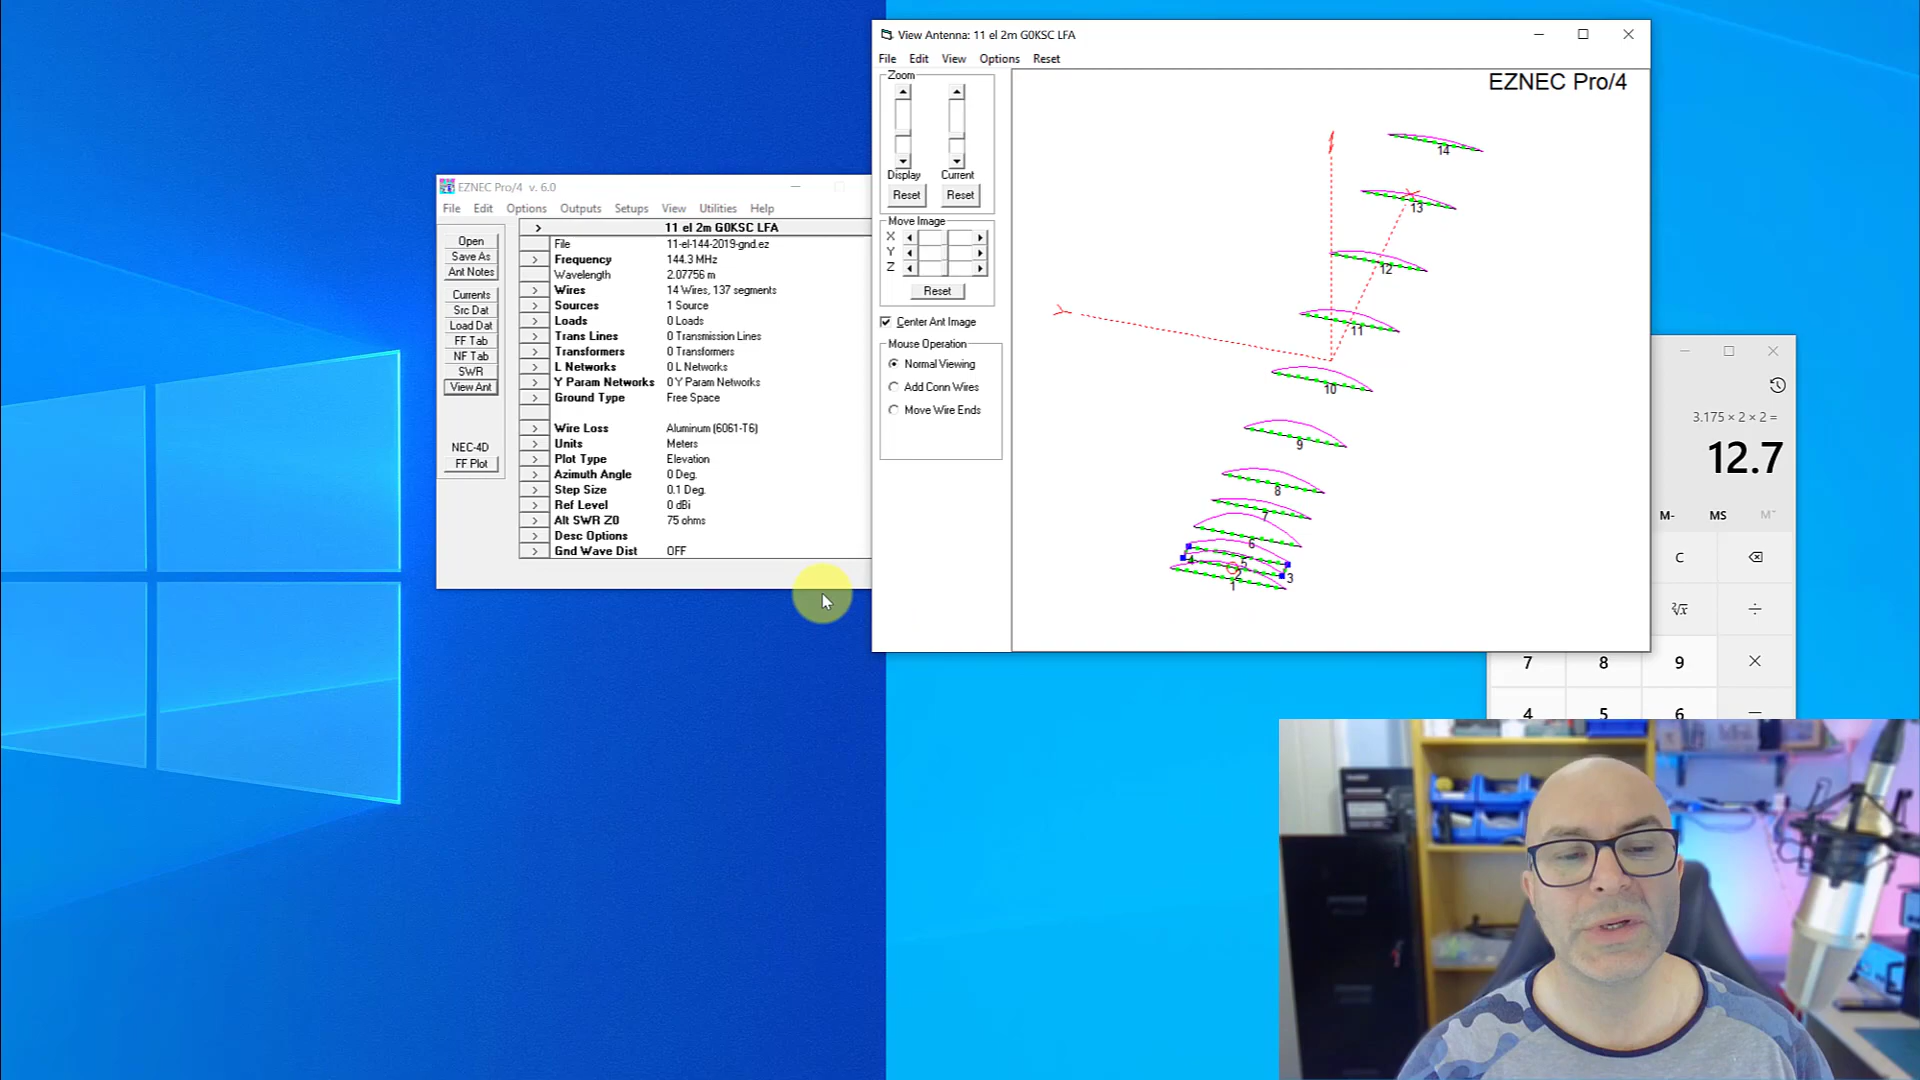 View Antenna: 11 el 2m G0KSC LFA
File Edit View Options Reset
Zoom
Display Current
Reset Reset
Move Image
X
Y
Z
Reset
Center Ant Image
Mouse Operation
Normal Viewing
Add Conn Wires
Move Wire Ends
EZNEC Pro/4
14
13
12
11
10
9
8
7
6
5
4
3
2
1
EZNEC Pro/4 v. 6.0
File Edit Options Outputs Setups View Utilities Help
Open
Save As
Ant Notes
Currents
Src Dat
Load Dat
FF Tab
NF Tab
SWR
View Ant
NEC-4D
FF Plot
11 el 2m G0KSC LFA
File 11-el-144-2019-gnd.ez
Frequency 144.3 MHz
Wavelength 2.07756 m
Wires 14 Wires, 137 segments
Sources 1 Source
Loads 0 Loads
Trans Lines 0 Transmission Lines
Transformers 0 Transformers
L Networks 0 L Networks
Y Param Networks 0 Y Param Networks
Ground Type Free Space
Wire Loss Aluminum (6061-T6)
Units Meters
Plot Type Elevation
Azimuth Angle 0 Deg.
Step Size 0.1 Deg.
Ref Level 0 dBi
Alt SWR Z0 75 ohms
Desc Options
Gnd Wave Dist OFF
3.175 × 2 × 2 =
12.7
M- MS M˅
C
²√x ÷
7 8 9 ×
4 5 6 −